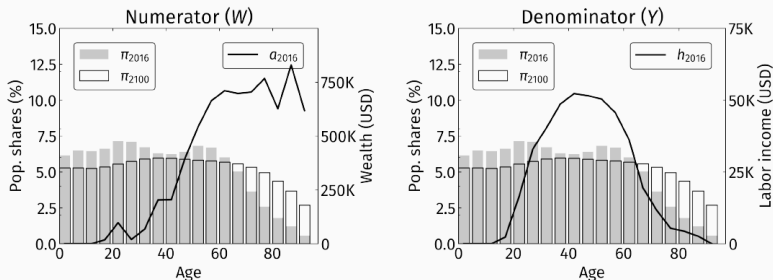 Numerator (W)
15.0
12.5
10.0
7.5
5.0
2.5
0.0
Pop. shares (%)
π2016
π2100
a2016
750K
500K
250K
0
Wealth (USD)
0 20 40 60 80
Age
Denominator (Y)
15.0
12.5
10.0
7.5
5.0
2.5
0.0
Pop. shares (%)
π2016
π2100
h2016
75K
50K
25K
0
Labor income (USD)
0 20 40 60 80
Age